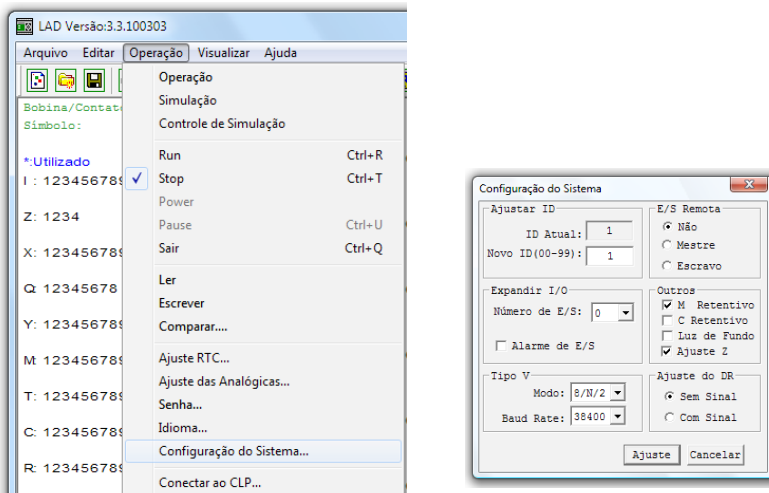 LAD Versão:3.3.100303
Arquivo Editar Operação Visualizar Ajuda
Bobina/Contato
Símbolo:
*:Utilizado
I : 123456789
Z: 1234
X: 123456789
Q: 12345678
Y: 123456789
M: 123456789
T: 123456789
C: 123456789
R: 123456789
Operação
Simulação
Controle de Simulação
Run Ctrl+R
Stop Ctrl+T
Power
Pause Ctrl+U
Sair Ctrl+Q
Ler
Escrever
Comparar....
Ajuste RTC...
Ajuste das Analógicas...
Senha...
Idioma...
Configuração do Sistema...
Conectar ao CLP...
Configuração do Sistema
Ajustar ID
ID Atual: 1
Novo ID(00-99): 1
E/S Remota
Não
Mestre
Escravo
Expandir I/O
Número de E/S: 0
Alarme de E/S
Outros
M Retentivo
C Retentivo
Luz de Fundo
Ajuste Z
Tipo V
Modo: 8/N/2
Baud Rate: 38400
Ajuste do DR
Sem Sinal
Com Sinal
Ajuste Cancelar